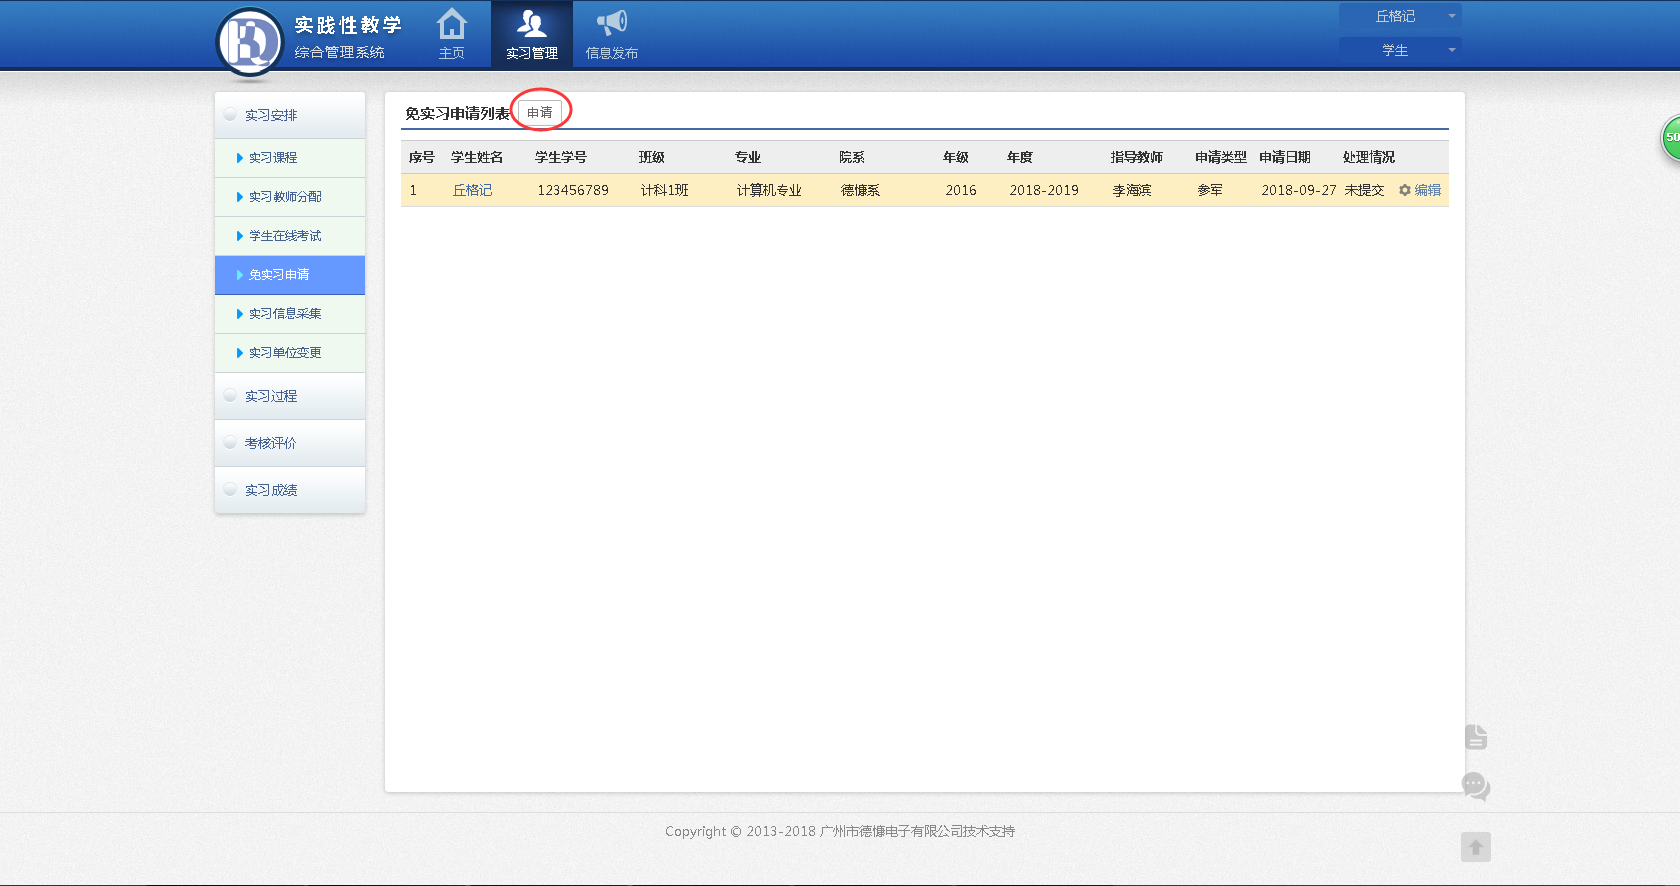 实践性教学
综合管理系统
主页
实习管理
信息发布
丘格记
学生
实习安排
实习课程
实习教师分配
学生在线考试
免实习申请
实习信息采集
实习单位变更
实习过程
考核评价
实习成绩
免实习申请列表 申请
序号 学生姓名 学生学号 班级 专业 院系 年级 年度 指导教师 申请类型 申请日期 处理情况
1 丘格记 123456789 计科1班 计算机专业 德慷系 2016 2018-2019 李海滨 参军 2018-09-27 未提交 编辑
50
Copyright © 2013-2018 广州市德慷电子有限公司技术支持